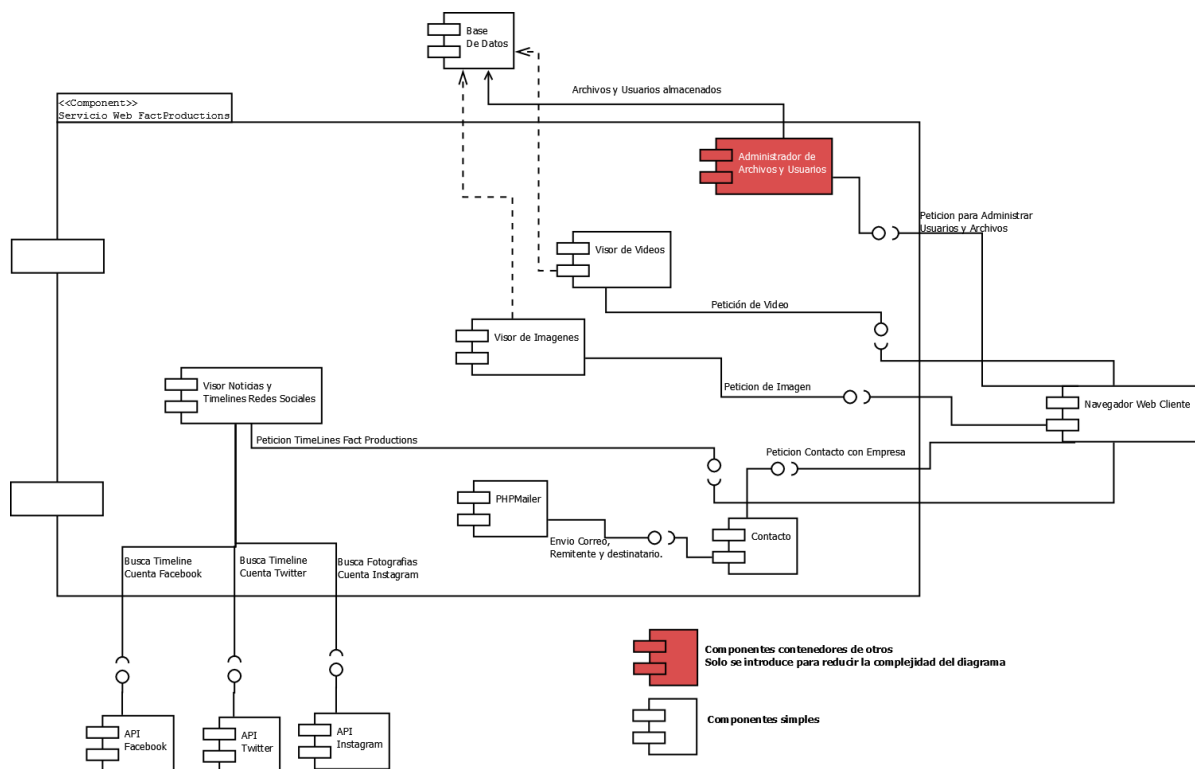 Base
De Datos
Archivos y Usuarios almacenados
<<Component>>
Servicio Web FactProductions
Administrador de
Archivos y Usuarios
Peticion para Administrar
Usuarios y Archivos
Visor de Videos
Petición de Video
Visor de Imagenes
Peticion de Imagen
Visor Noticias y
Timelines Redes Sociales
Navegador Web Cliente
Peticion TimeLines Fact Productions
Peticion Contacto con Empresa
PHPMailer
Contacto
Envio Correo,
Remitente y destinatario.
Busca Timeline
Cuenta Facebook
Busca Timeline
Cuenta Twitter
Busca Fotografias
Cuenta Instagram
Componentes contenedores de otros
Solo se introduce para reducir la complejidad del diagrama
Componentes simples
API
Facebook
API
Twitter
API
Instagram